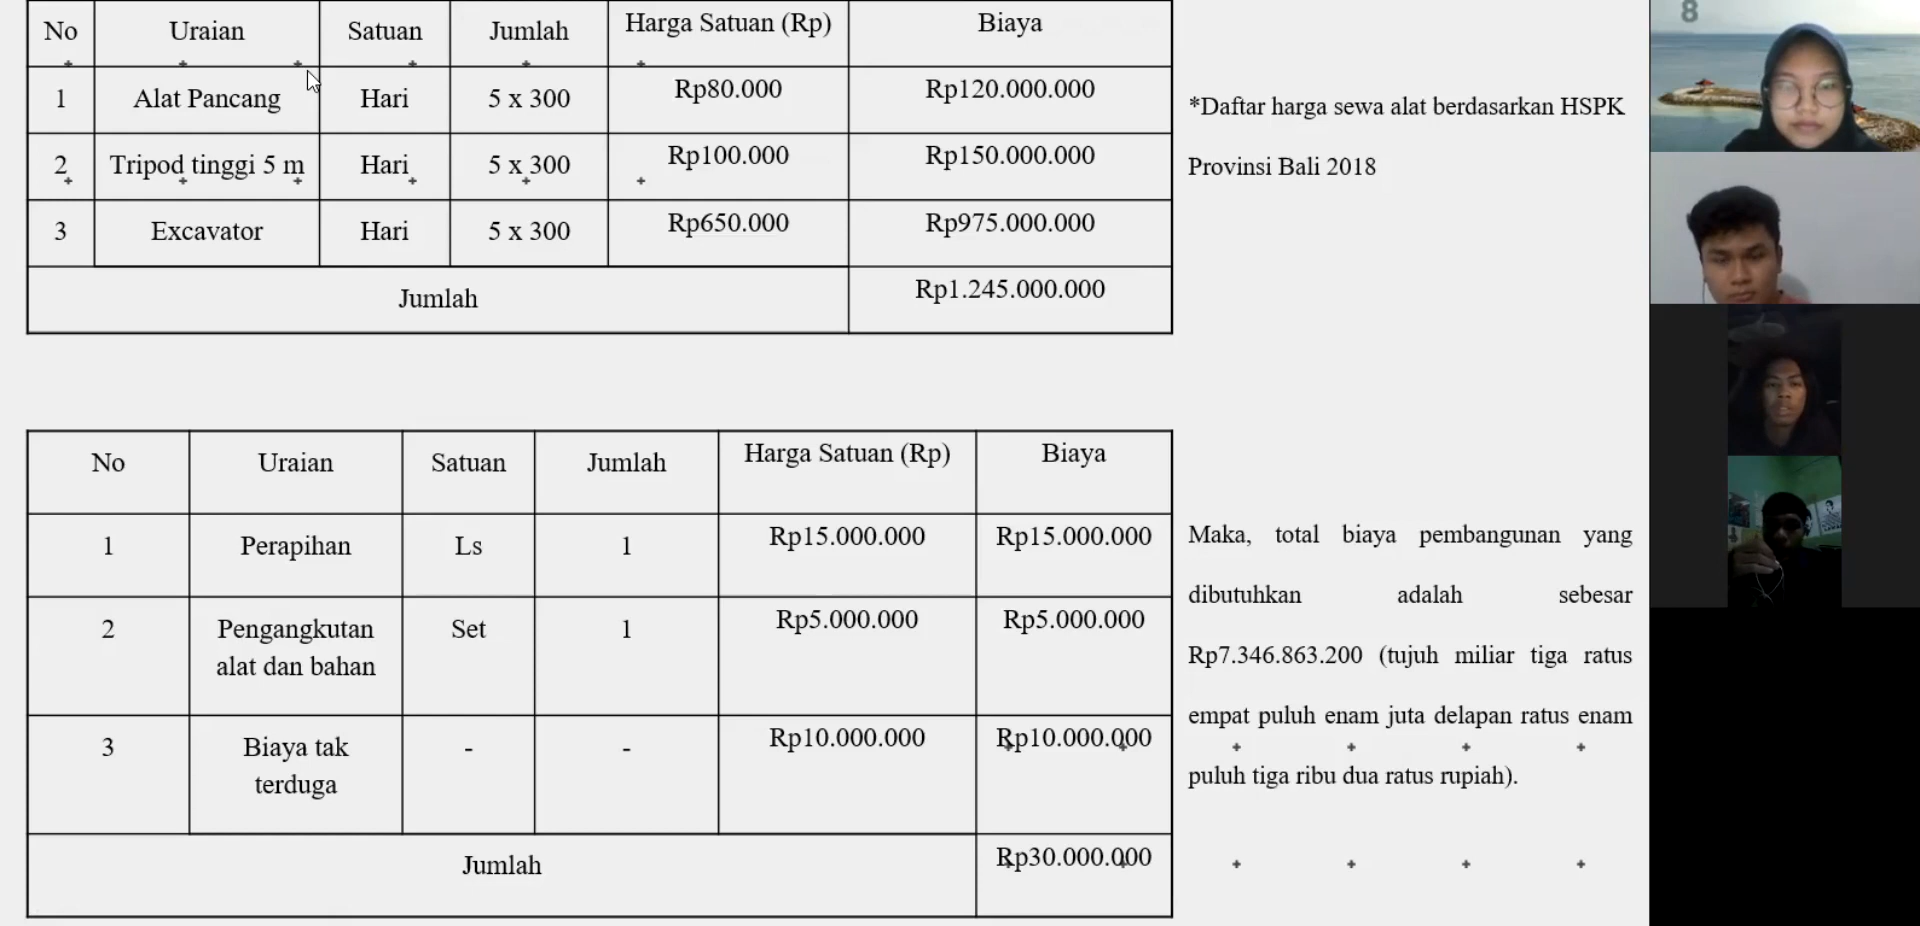 No Uraian Satuan Jumlah Harga Satuan (Rp) Biaya
1 Alat Pancang Hari 5 x 300 Rp80.000 Rp120.000.000
2 Tripod tinggi 5 m Hari 5 x 300 Rp100.000 Rp150.000.000
3 Excavator Hari 5 x 300 Rp650.000 Rp975.000.000
Jumlah Rp1.245.000.000
*Daftar harga sewa alat berdasarkan HSPK
Provinsi Bali 2018
No Uraian Satuan Jumlah Harga Satuan (Rp) Biaya
1 Perapihan Ls 1 Rp15.000.000 Rp15.000.000
2 Pengangkutan Set 1 Rp5.000.000 Rp5.000.000
alat dan bahan
3 Biaya tak - - Rp10.000.000 Rp10.000.000
terduga
Jumlah Rp30.000.000
Maka, total biaya pembangunan yang
dibutuhkan adalah sebesar
Rp7.346.863.200 (tujuh miliar tiga ratus
empat puluh enam juta delapan ratus enam
puluh tiga ribu dua ratus rupiah).
8